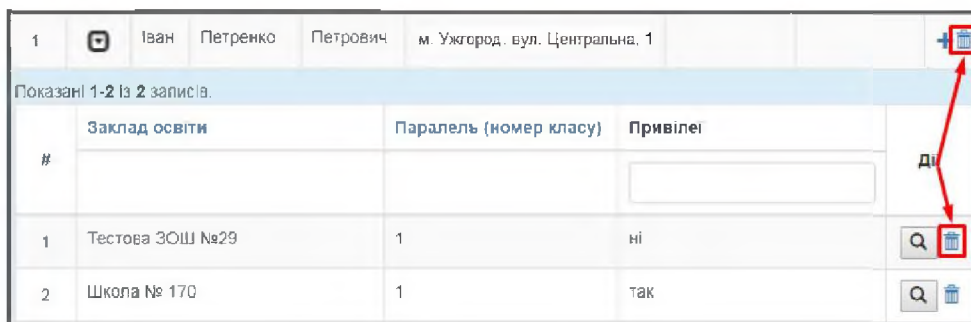 1 Іван Петренко Петрович м. Ужгород, вул. Центральна, 1
Показані 1-2 із 2 записів.
# Заклад освіти Паралель (номер класу) Привілеї Дії
1 Тестова ЗОШ №29 1 ні
2 Школа № 170 1 так